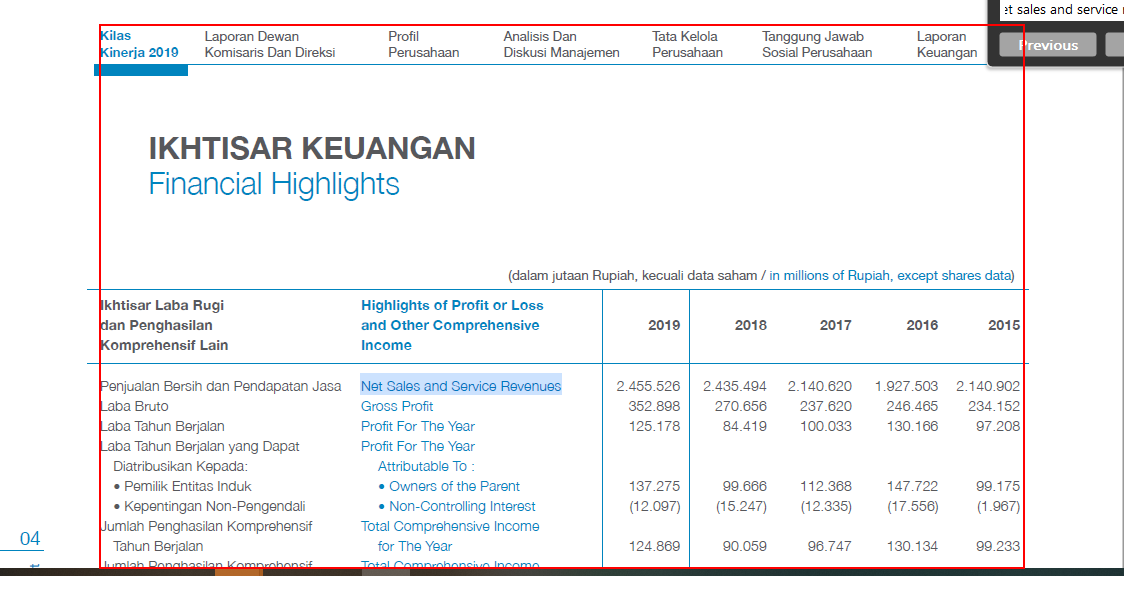 et sales and service
Previous
Kilas
Kinerja 2019
Laporan Dewan
Komisaris Dan Direksi
Profil
Perusahaan
Analisis Dan
Diskusi Manajemen
Tata Kelola
Perusahaan
Tanggung Jawab
Sosial Perusahaan
Laporan
Keuangan
IKHTISAR KEUANGAN
Financial Highlights
(dalam jutaan Rupiah, kecuali data saham / in millions of Rupiah, except shares data)
Ikhtisar Laba Rugi
dan Penghasilan
Komprehensif Lain
Highlights of Profit or Loss
and Other Comprehensive
Income
2019 2018 2017 2016 2015
Penjualan Bersih dan Pendapatan Jasa Net Sales and Service Revenues 2.455.526 2.435.494 2.140.620 1.927.503 2.140.902
Laba Bruto Gross Profit 352.898 270.656 237.620 246.465 234.152
Laba Tahun Berjalan Profit For The Year 125.178 84.419 100.033 130.166 97.208
Laba Tahun Berjalan yang Dapat Profit For The Year
Diatribusikan Kepada: Attributable To :
• Pemilik Entitas Induk • Owners of the Parent 137.275 99.666 112.368 147.722 99.175
• Kepentingan Non-Pengendali • Non-Controlling Interest (12.097) (15.247) (12.335) (17.556) (1.967)
Jumlah Penghasilan Komprehensif Total Comprehensive Income
Tahun Berjalan for The Year 124.869 90.059 96.747 130.134 99.233
Jumlah Penghasilan Komprehensif Total Comprehensive Income
04